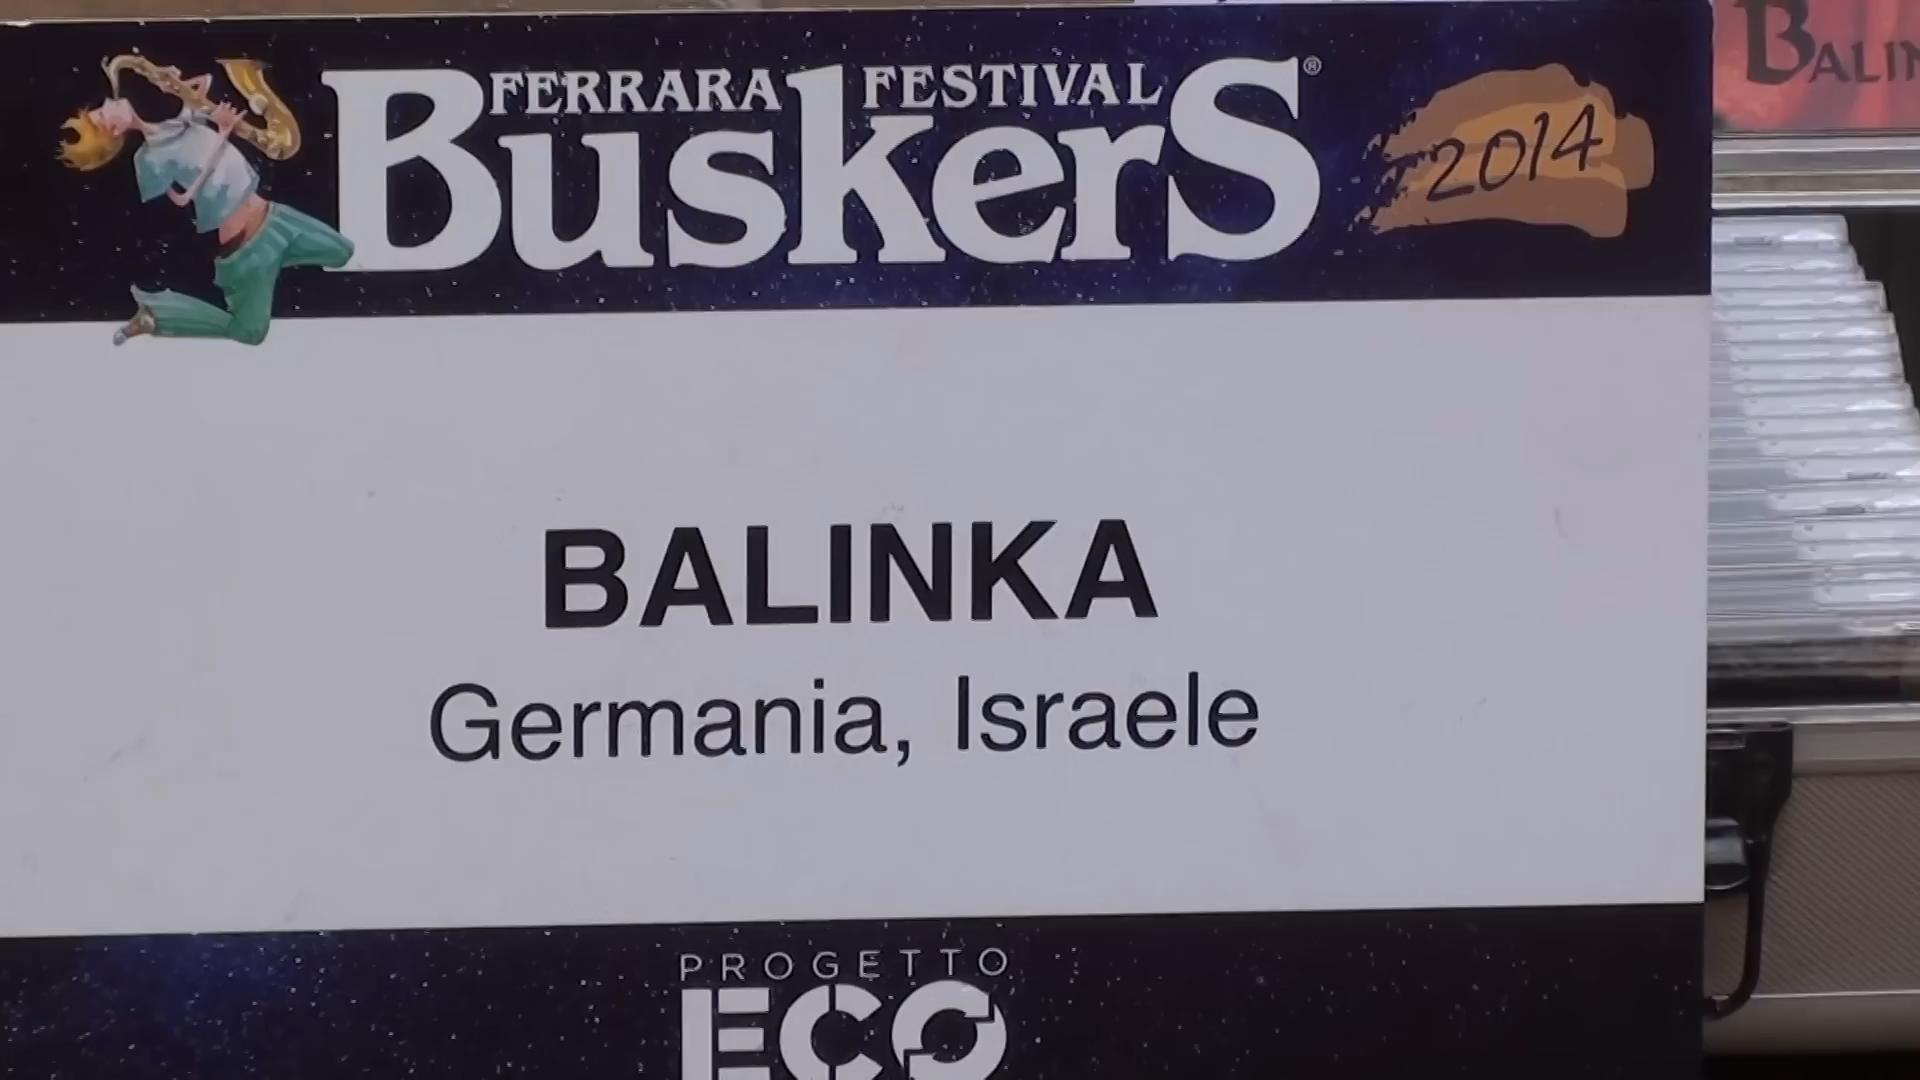 FERRARA FESTIVAL
BuskerS®
2014
BALINKA
Germania, Israele
PROGETTO
ECO
BALIN